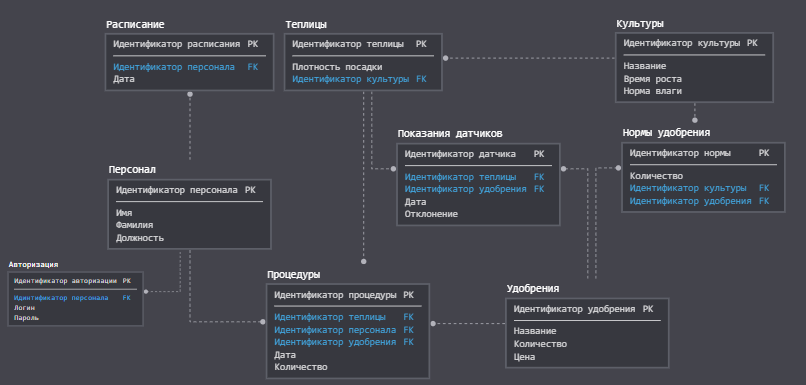 Расписание
Идентификатор расписания PK
Идентификатор персонала FK
Дата
Теплицы
Идентификатор теплицы PK
Плотность посадки
Идентификатор культуры FK
Культуры
Идентификатор культуры PK
Название
Время роста
Норма влаги
Показания датчиков
Идентификатор датчика PK
Идентификатор теплицы FK
Идентификатор удобрения FK
Дата
Отклонение
Нормы удобрения
Идентификатор нормы PK
Количество
Идентификатор культуры FK
Идентификатор удобрения FK
Персонал
Идентификатор персонала PK
Имя
Фамилия
Должность
Авторизация
Идентификатор авторизации PK
Идентификатор персонала FK
Логин
Пароль
Процедуры
Идентификатор процедуры PK
Идентификатор теплицы FK
Идентификатор персонала FK
Идентификатор удобрения FK
Дата
Количество
Удобрения
Идентификатор удобрения PK
Название
Количество
Цена